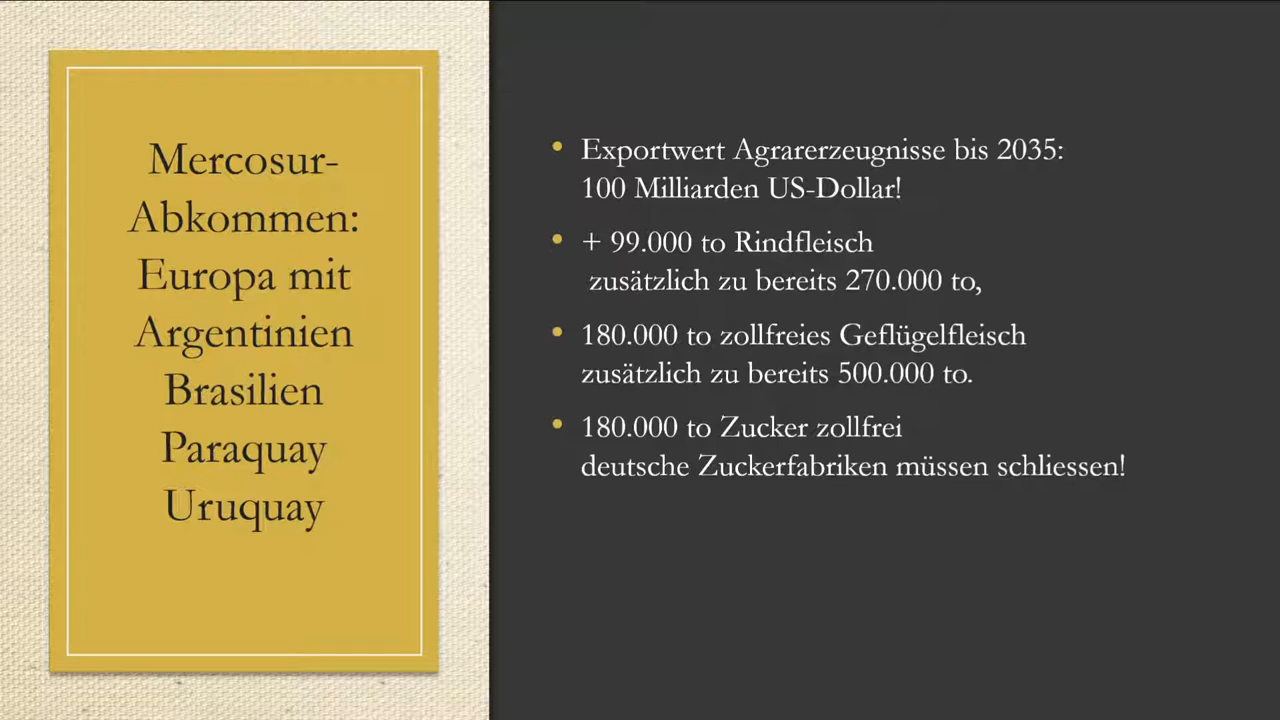 Mercosur-
Abkommen:
Europa mit
Argentinien
Brasilien
Paraquay
Uruquay
• Exportwert Agrarerzeugnisse bis 2035:
100 Milliarden US-Dollar!
• + 99.000 to Rindfleisch
zusätzlich zu bereits 270.000 to,
• 180.000 to zollfreies Geflügelfleisch
zusätzlich zu bereits 500.000 to.
• 180.000 to Zucker zollfrei
deutsche Zuckerfabriken müssen schliessen!